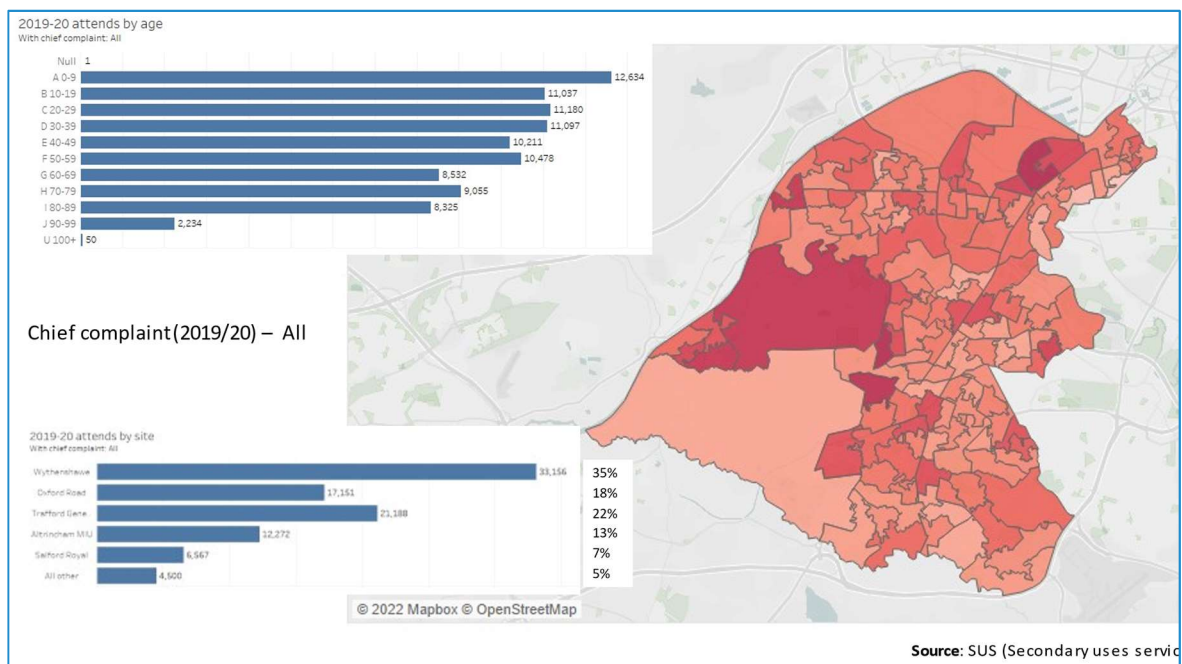 2019-20 attends by age
With chief complaint: All
Null 1
A 0-9 12,634
B 10-19 11,037
C 20-29 11,180
D 30-39 11,097
E 40-49 10,211
F 50-59 10,478
G 60-69 8,532
H 70-79 9,055
I 80-89 8,325
J 90-99 2,234
U 100+ 50
Chief complaint (2019/20) – All
2019-20 attends by site
With chief complaint: All
Wythenshawe 33,156 35%
Oxford Road 17,151 18%
Trafford Gene.. 21,188 22%
Altrincham MIU 12,272 13%
Salford Royal 6,567 7%
All other 4,500 5%
© 2022 Mapbox © OpenStreetMap
Source: SUS (Secondary uses servic